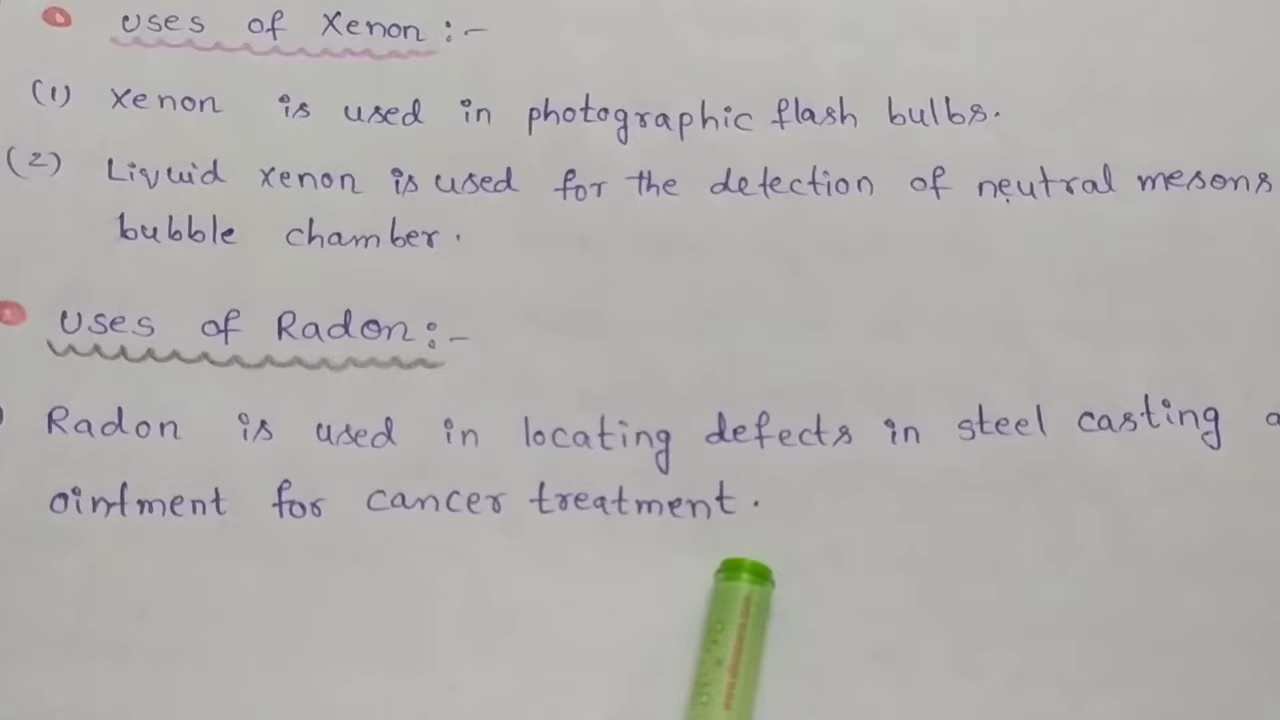 Uses of Xenon :-
(1) Xenon is used in photographic flash bulbs.
(2) Liquid xenon is used for the detection of neutral mesons
bubble chamber.
Uses of Radon :-
Radon is used in locating defects in steel casting
ointment for cancer treatment.